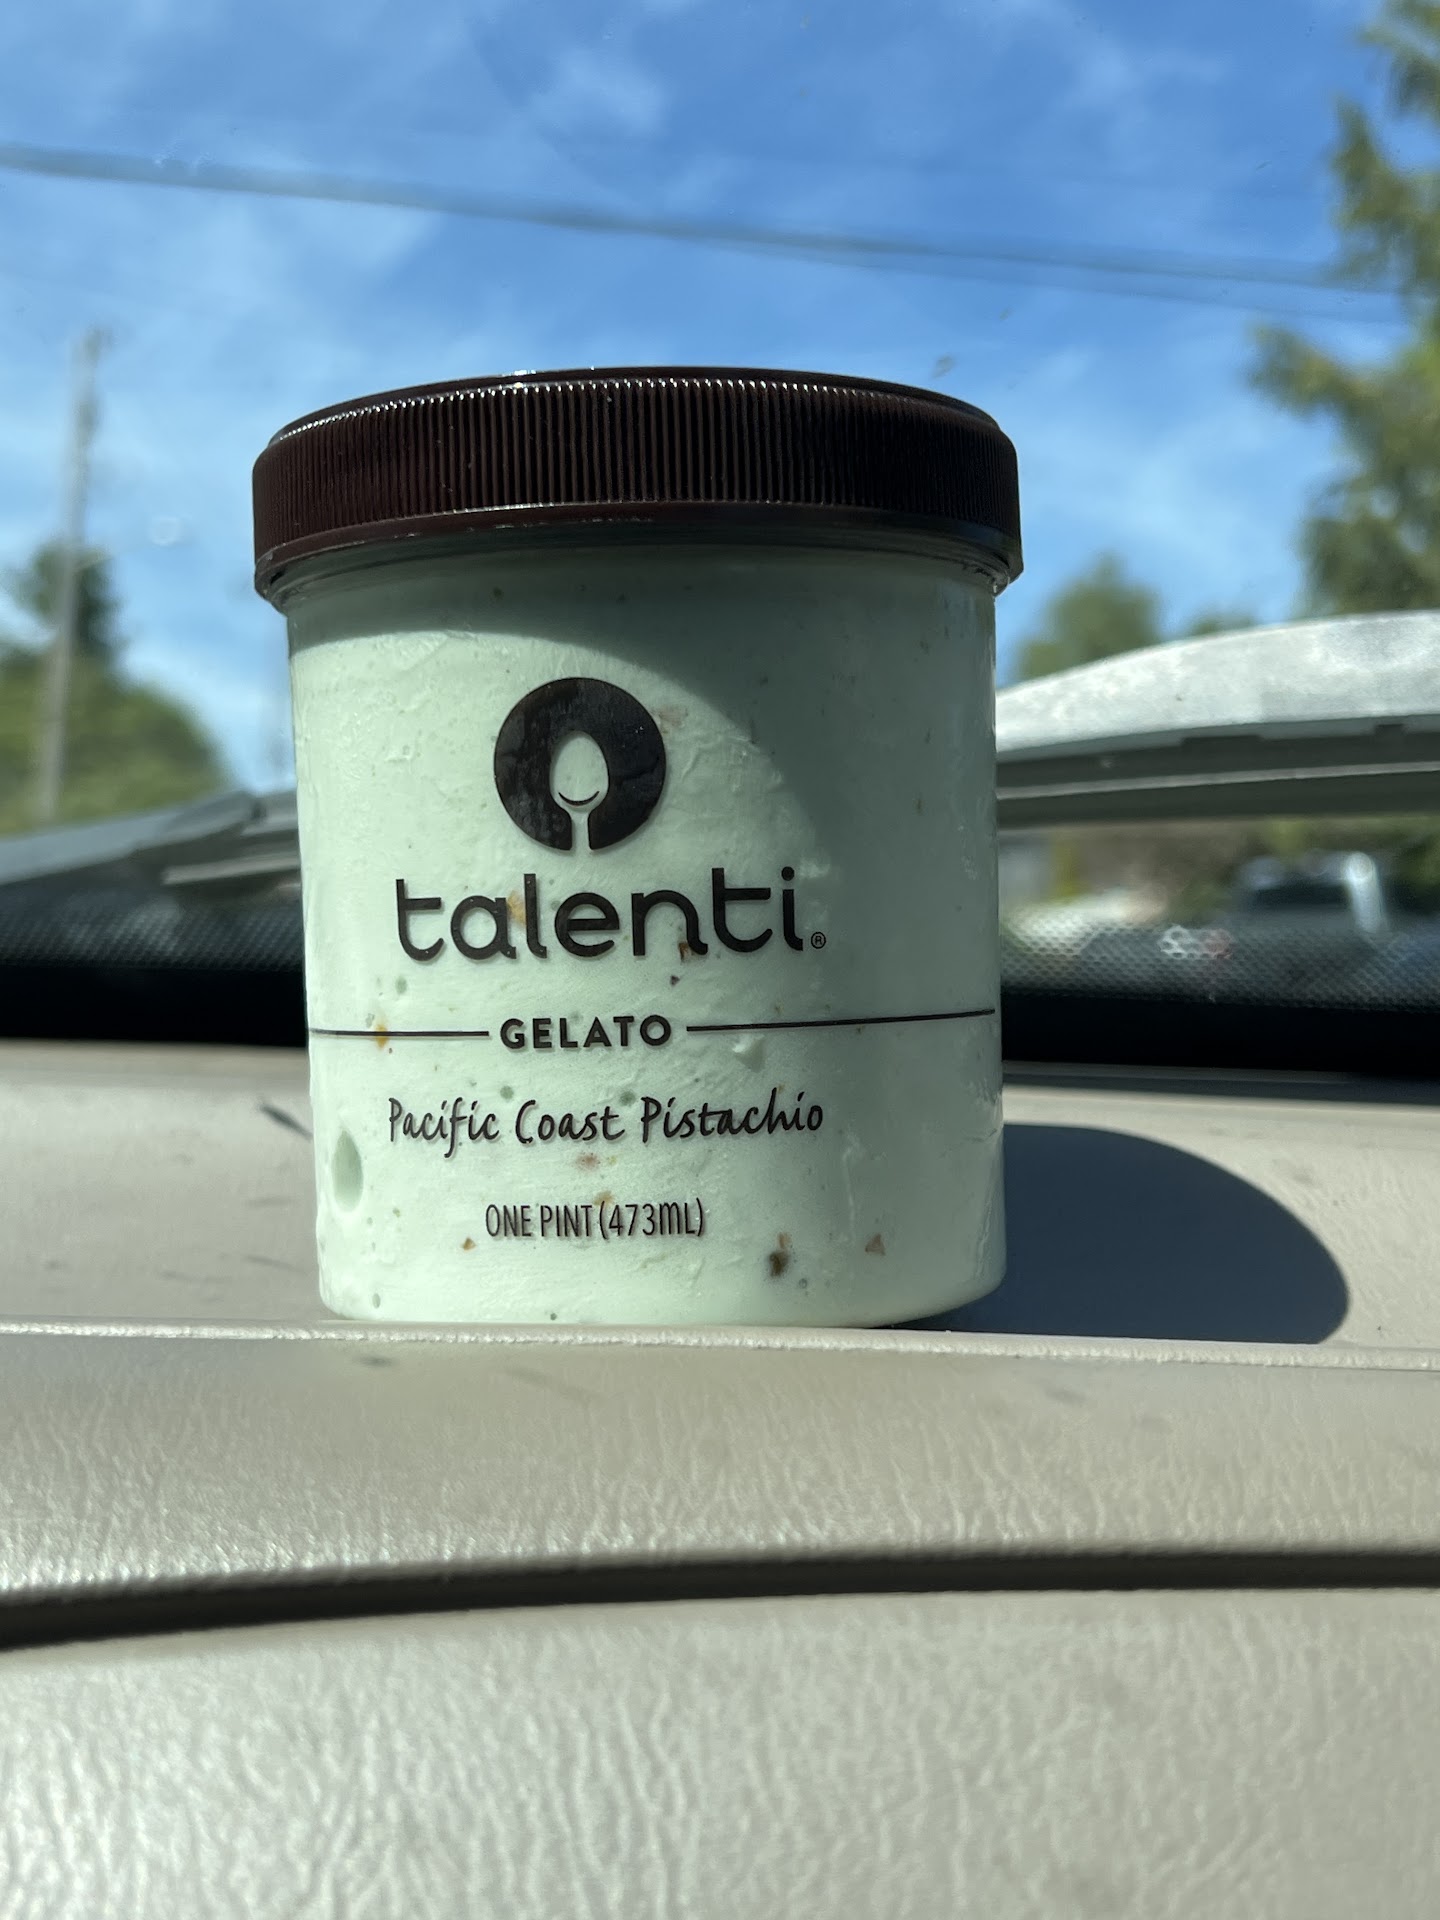 talenti®
GELATO
Pacific Coast Pistachio
ONE PINT (473mL)